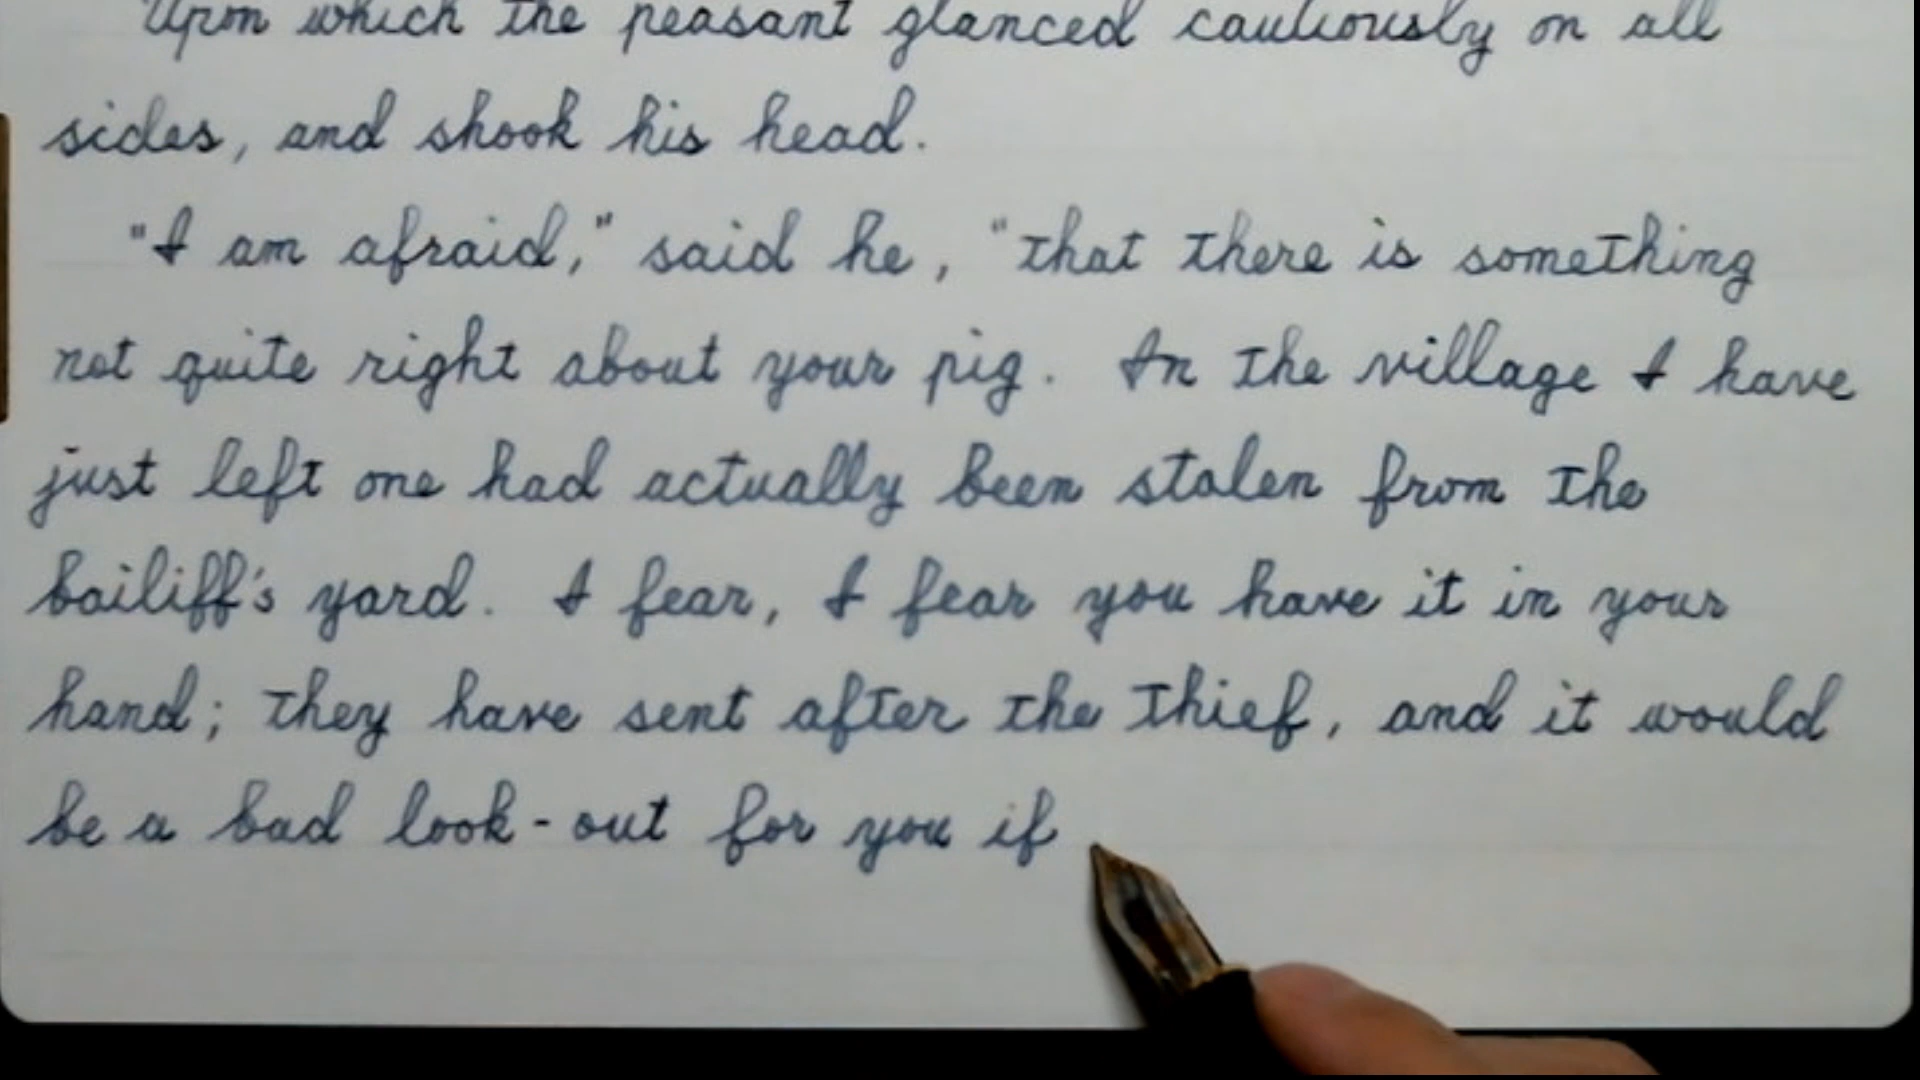 Upon which the peasant glanced cautiously on all
sides, and shook his head.
"I am afraid," said he, "that there is something
not quite right about your pig. In the village I have
just left one had actually been stolen from the
bailiff's yard. I fear, I fear you have it in your
hand; they have sent after the thief, and it would
be a bad look-out for you if